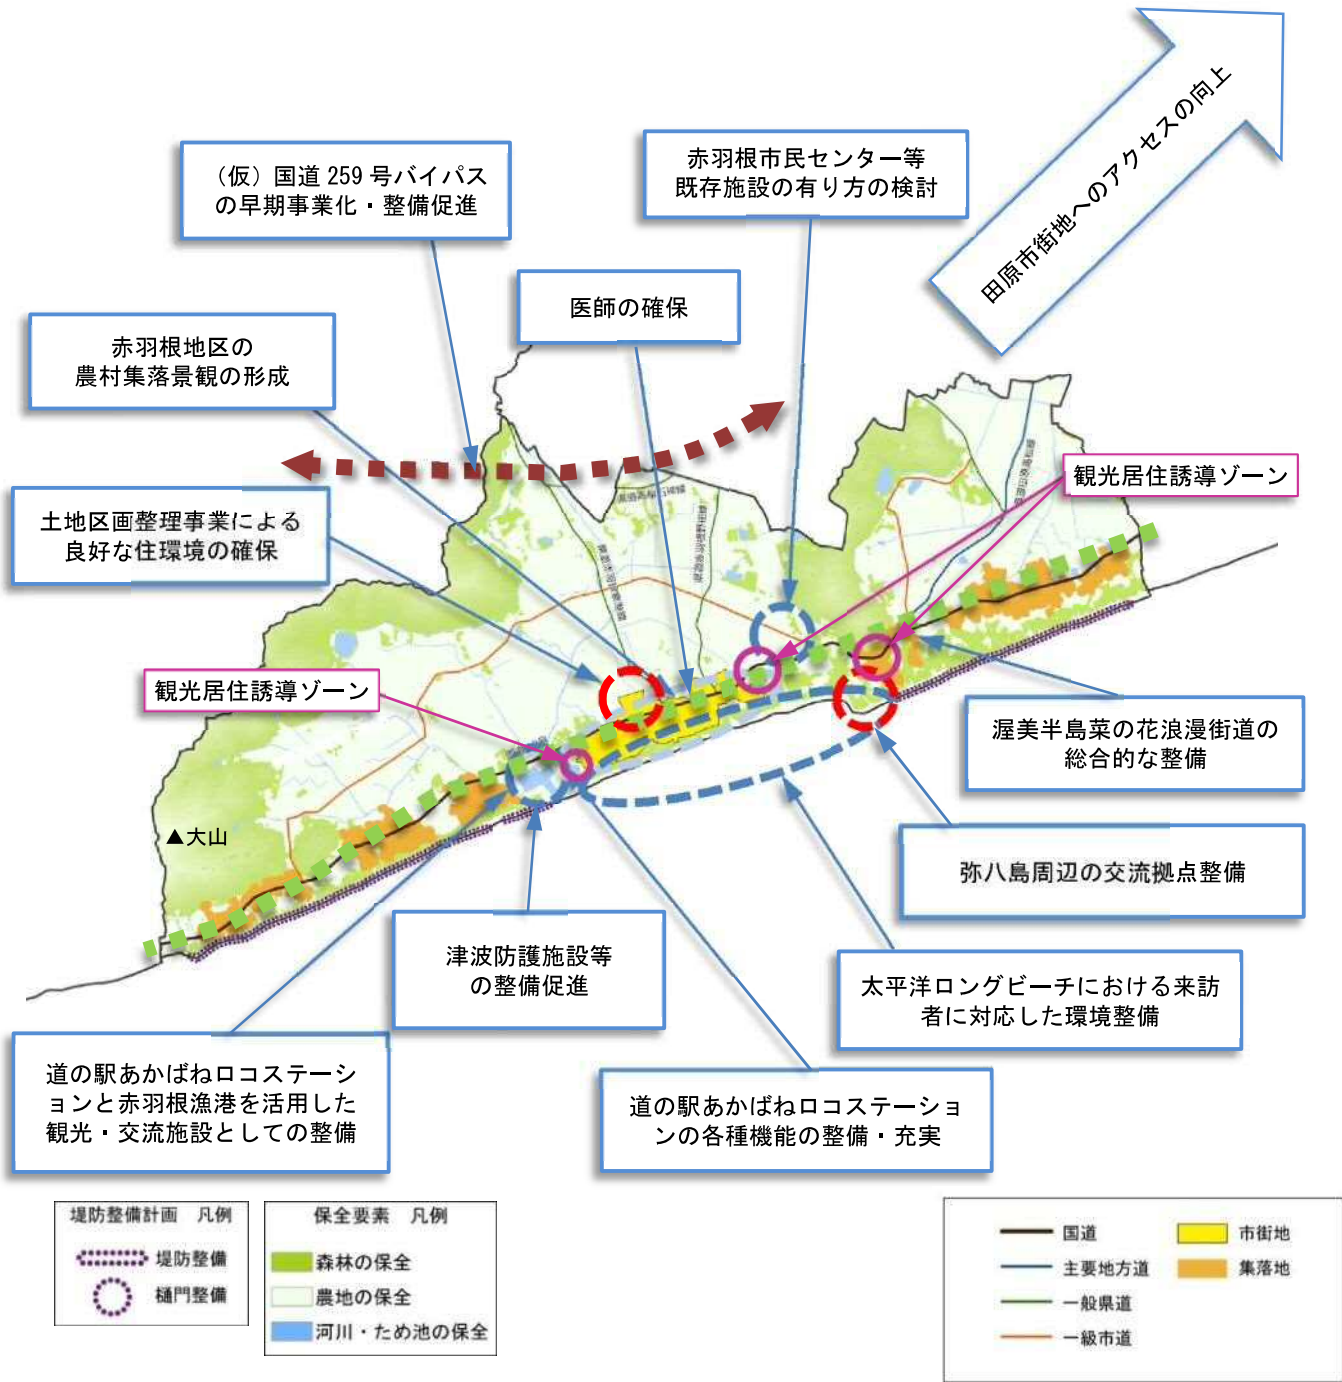 田原市街地へのアクセスの向上
(仮)国道 259 号バイパス
の早期事業化・整備促進
赤羽根市民センター等
既存施設の有り方の検討
医師の確保
赤羽根地区の
農村集落景観の形成
観光居住誘導ゾーン
土地区画整理事業による
良好な住環境の確保
観光居住誘導ゾーン
渥美半島菜の花浪漫街道の
総合的な整備
▲大山
弥八島周辺の交流拠点整備
津波防護施設等
の整備促進
太平洋ロングビーチにおける来訪
者に対応した環境整備
道の駅あかばねロコステーシ
ョンと赤羽根漁港を活用した
観光・交流施設としての整備
道の駅あかばねロコステーショ
ンの各種機能の整備・充実
堤防整備計画 凡例
堤防整備
樋門整備
保全要素 凡例
森林の保全
農地の保全
河川・ため池の保全
国道
主要地方道
一般県道
一級市道
市街地
集落地